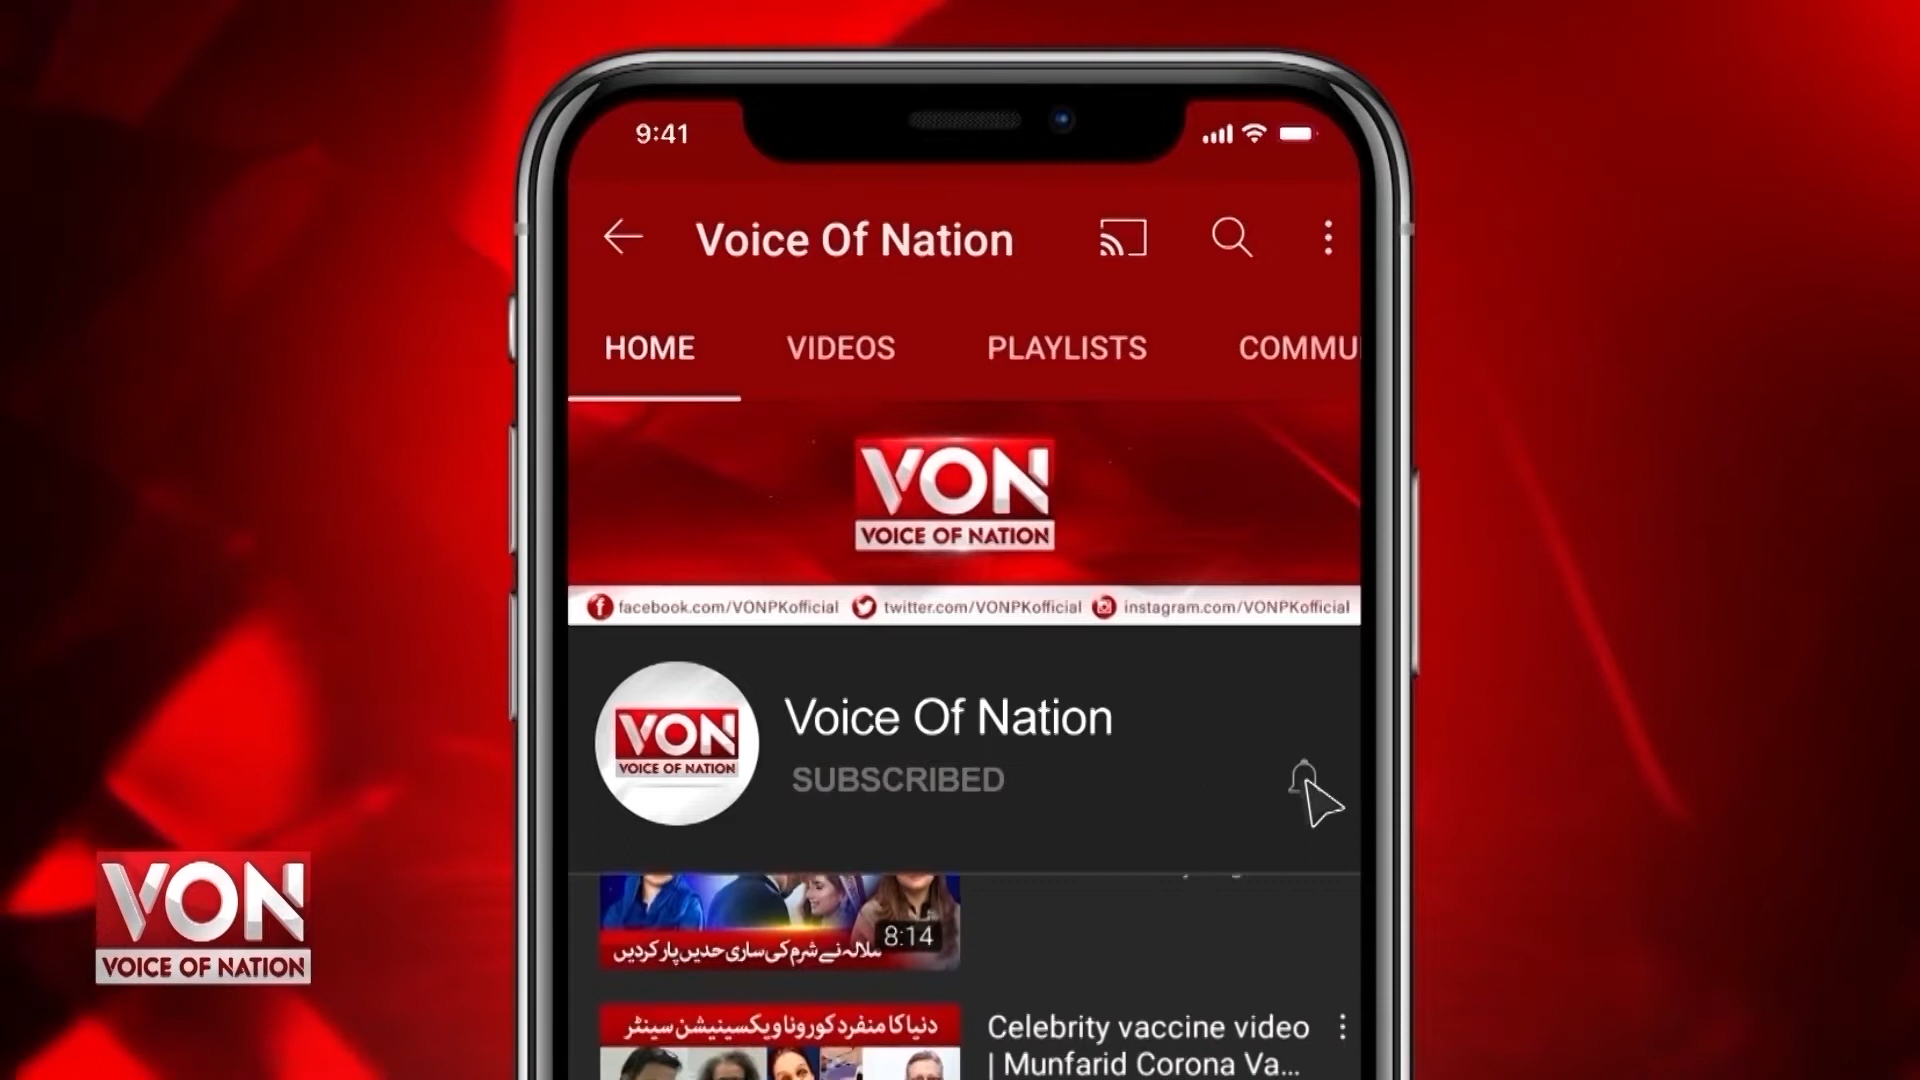 9:41
Voice Of Nation
HOME VIDEOS PLAYLISTS COMMU
VON
VOICE OF NATION
facebook.com/VONPKofficial twitter.com/VONPKofficial instagram.com/VONPKofficial
VON
VOICE OF NATION
Voice Of Nation
SUBSCRIBED
8:14
ملالہ نے شرم کی ساری حدیں پار کردیں
دنیا کا منفرد کورونا ویکسینیشن سینٹر
Celebrity vaccine video
| Munfarid Corona Va...
VON
VOICE OF NATION